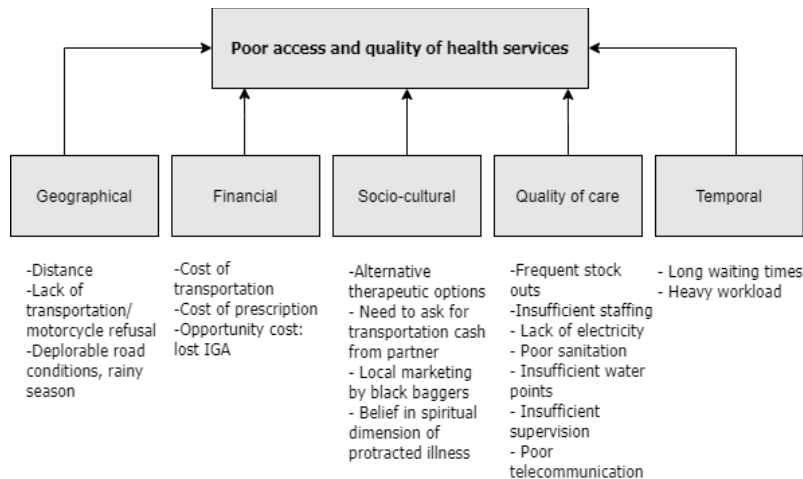 Poor access and quality of health services
Geographical
Financial
Socio-cultural
Quality of care
Temporal
-Distance
-Lack of
transportation/
motorcycle refusal
-Deplorable road
conditions, rainy
season
-Cost of
transportation
-Cost of prescription
-Opportunity cost:
lost IGA
-Alternative
therapeutic options
- Need to ask for
transportation cash
from partner
- Local marketing
by black baggers
- Belief in spiritual
dimension of
protracted illness
-Frequent stock
outs
-Insufficient staffing
- Lack of electricity
- Poor sanitation
- Insufficient water
points
- Insufficient
supervision
- Poor
telecommunication
- Long waiting times
- Heavy workload